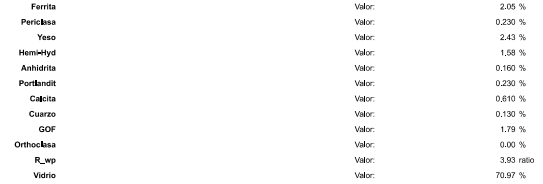 Ferrita Valor: 2.05 %
Periclasa Valor: 0.230 %
Yeso Valor: 2.43 %
Hemi-Hyd Valor: 1.58 %
Anhidrita Valor: 0.160 %
Portlandit Valor: 0.230 %
Calcita Valor: 0.610 %
Cuarzo Valor: 0.130 %
GOF Valor: 1.79 %
Orthoclasa Valor: 0.00 %
R_wp Valor: 3.93 ratio
Vidrio Valor: 70.97 %